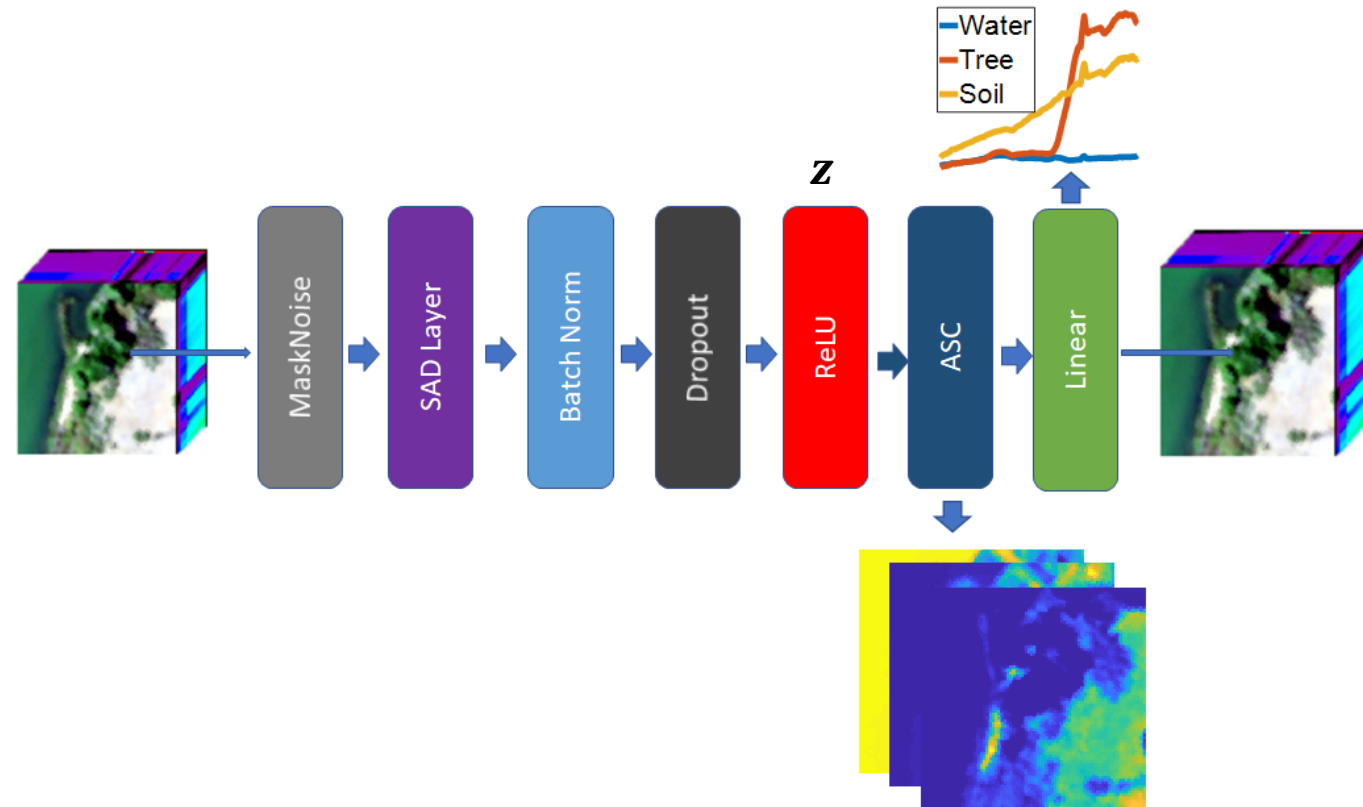 Water
Tree
Soil
z
MaskNoise
SAD Layer
Batch Norm
Dropout
ReLU
ASC
Linear